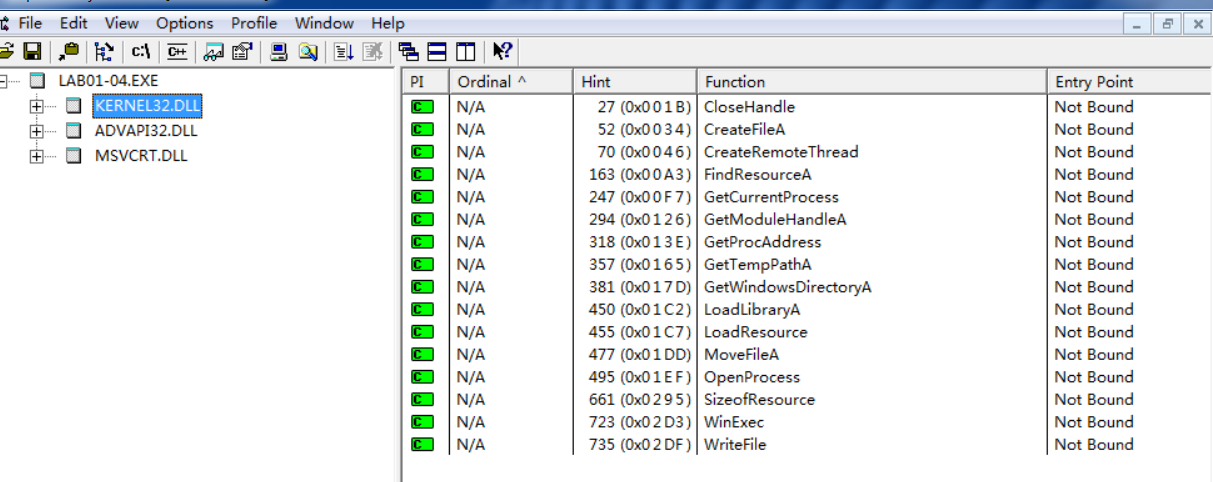 File Edit View Options Profile Window Help
c:\ C++
LAB01-04.EXE
KERNEL32.DLL
ADVAPI32.DLL
MSVCRT.DLL
PI Ordinal ^ Hint Function Entry Point
C N/A 27 (0x001B) CloseHandle Not Bound
C N/A 52 (0x0034) CreateFileA Not Bound
C N/A 70 (0x0046) CreateRemoteThread Not Bound
C N/A 163 (0x00A3) FindResourceA Not Bound
C N/A 247 (0x00F7) GetCurrentProcess Not Bound
C N/A 294 (0x0126) GetModuleHandleA Not Bound
C N/A 318 (0x013E) GetProcAddress Not Bound
C N/A 357 (0x0165) GetTempPathA Not Bound
C N/A 381 (0x017D) GetWindowsDirectoryA Not Bound
C N/A 450 (0x01C2) LoadLibraryA Not Bound
C N/A 455 (0x01C7) LoadResource Not Bound
C N/A 477 (0x01DD) MoveFileA Not Bound
C N/A 495 (0x01EF) OpenProcess Not Bound
C N/A 661 (0x0295) SizeofResource Not Bound
C N/A 723 (0x02D3) WinExec Not Bound
C N/A 735 (0x02DF) WriteFile Not Bound